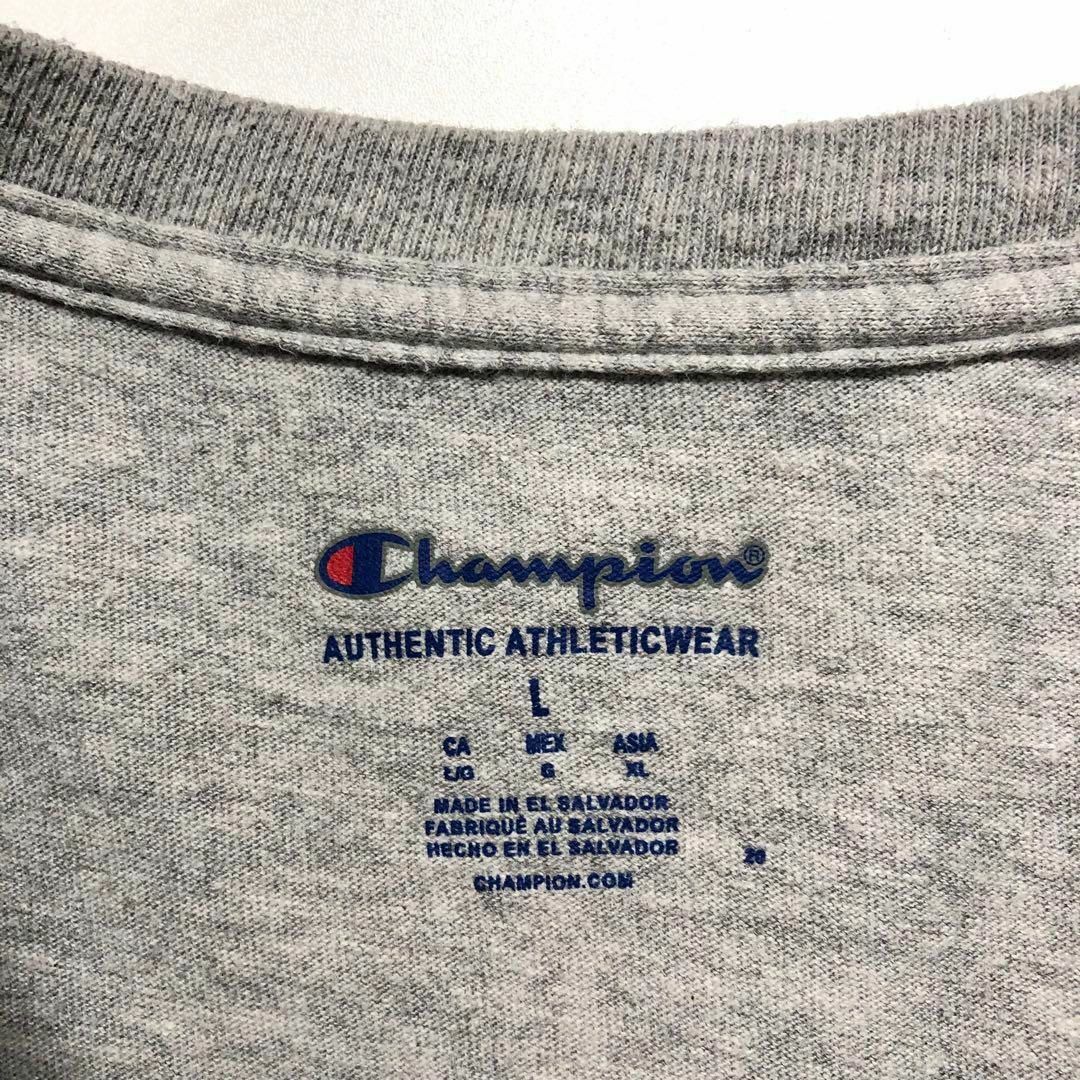 Champion®
AUTHENTIC ATHLETICWEAR
L
CA MEX ASIA
L/G G XL
MADE IN EL SALVADOR
FABRIQUÉ AU SALVADOR
HECHO EN EL SALVADOR 20
CHAMPION.COM